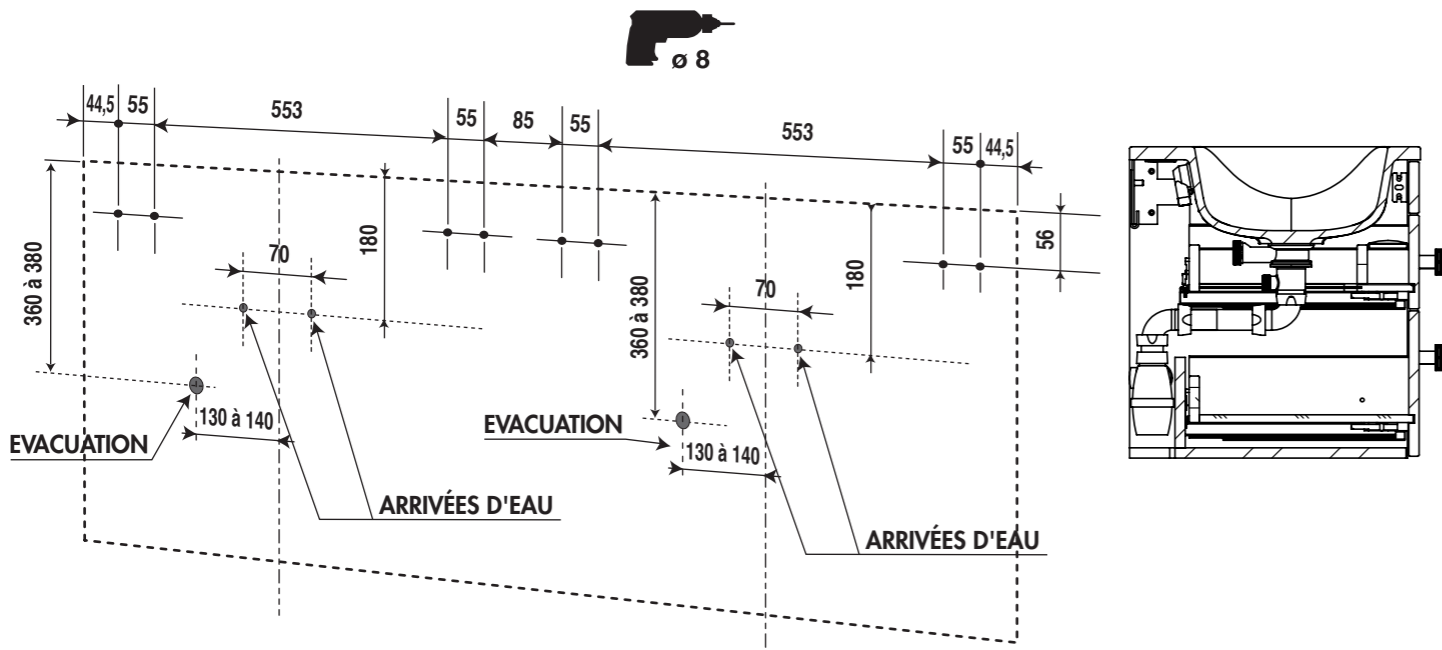 ø 8
44,5 55 553 55 85 55 553 55 44,5
360 à 380
70
180
360 à 380
70
180
56
130 à 140
EVACUATION
EVACUATION
130 à 140
ARRIVÉES D'EAU
ARRIVÉES D'EAU